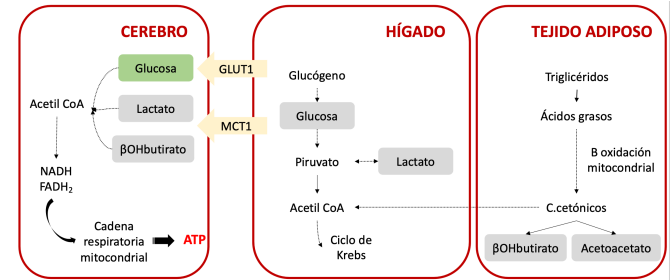 CEREBRO
Glucosa
Acetil CoA
Lactato
βOHbutirato
NADH
FADH₂
Cadena
respiratoria
mitocondrial
ATP
GLUT1
MCT1
HÍGADO
Glucógeno
Glucosa
Piruvato
Lactato
Acetil CoA
Ciclo de
Krebs
TEJIDO ADIPOSO
Triglicéridos
Ácidos grasos
B oxidación
mitocondrial
C.cetónicos
βOHbutirato
Acetoacetato